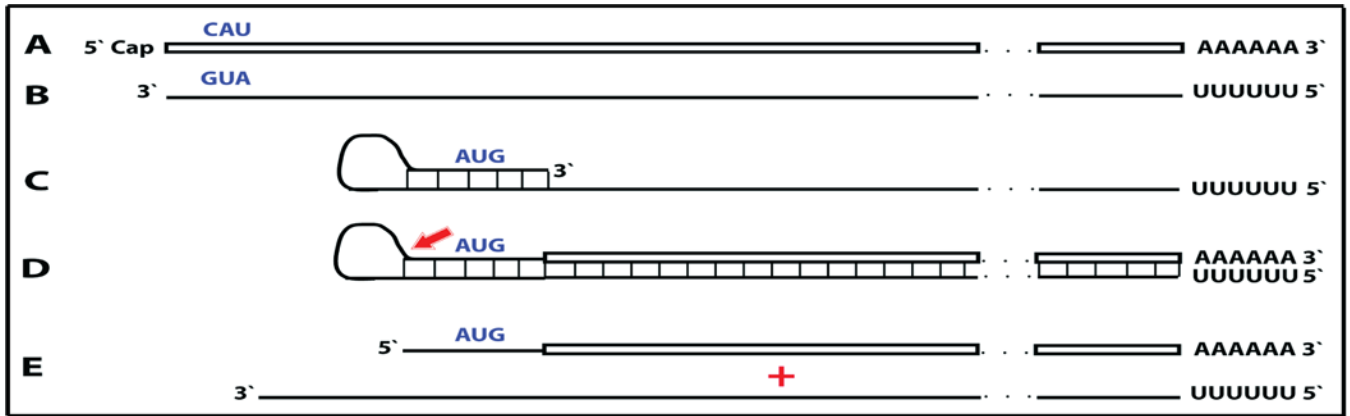 CAU
A 5` Cap . . . AAAAAA 3`
GUA
B 3` . . . UUUUUU 5`
AUG
C 3`
. . . UUUUUU 5`
AUG
D . . . AAAAAA 3`
. . . UUUUUU 5`
AUG
5` . . . AAAAAA 3`
E +
3` . . . UUUUUU 5`